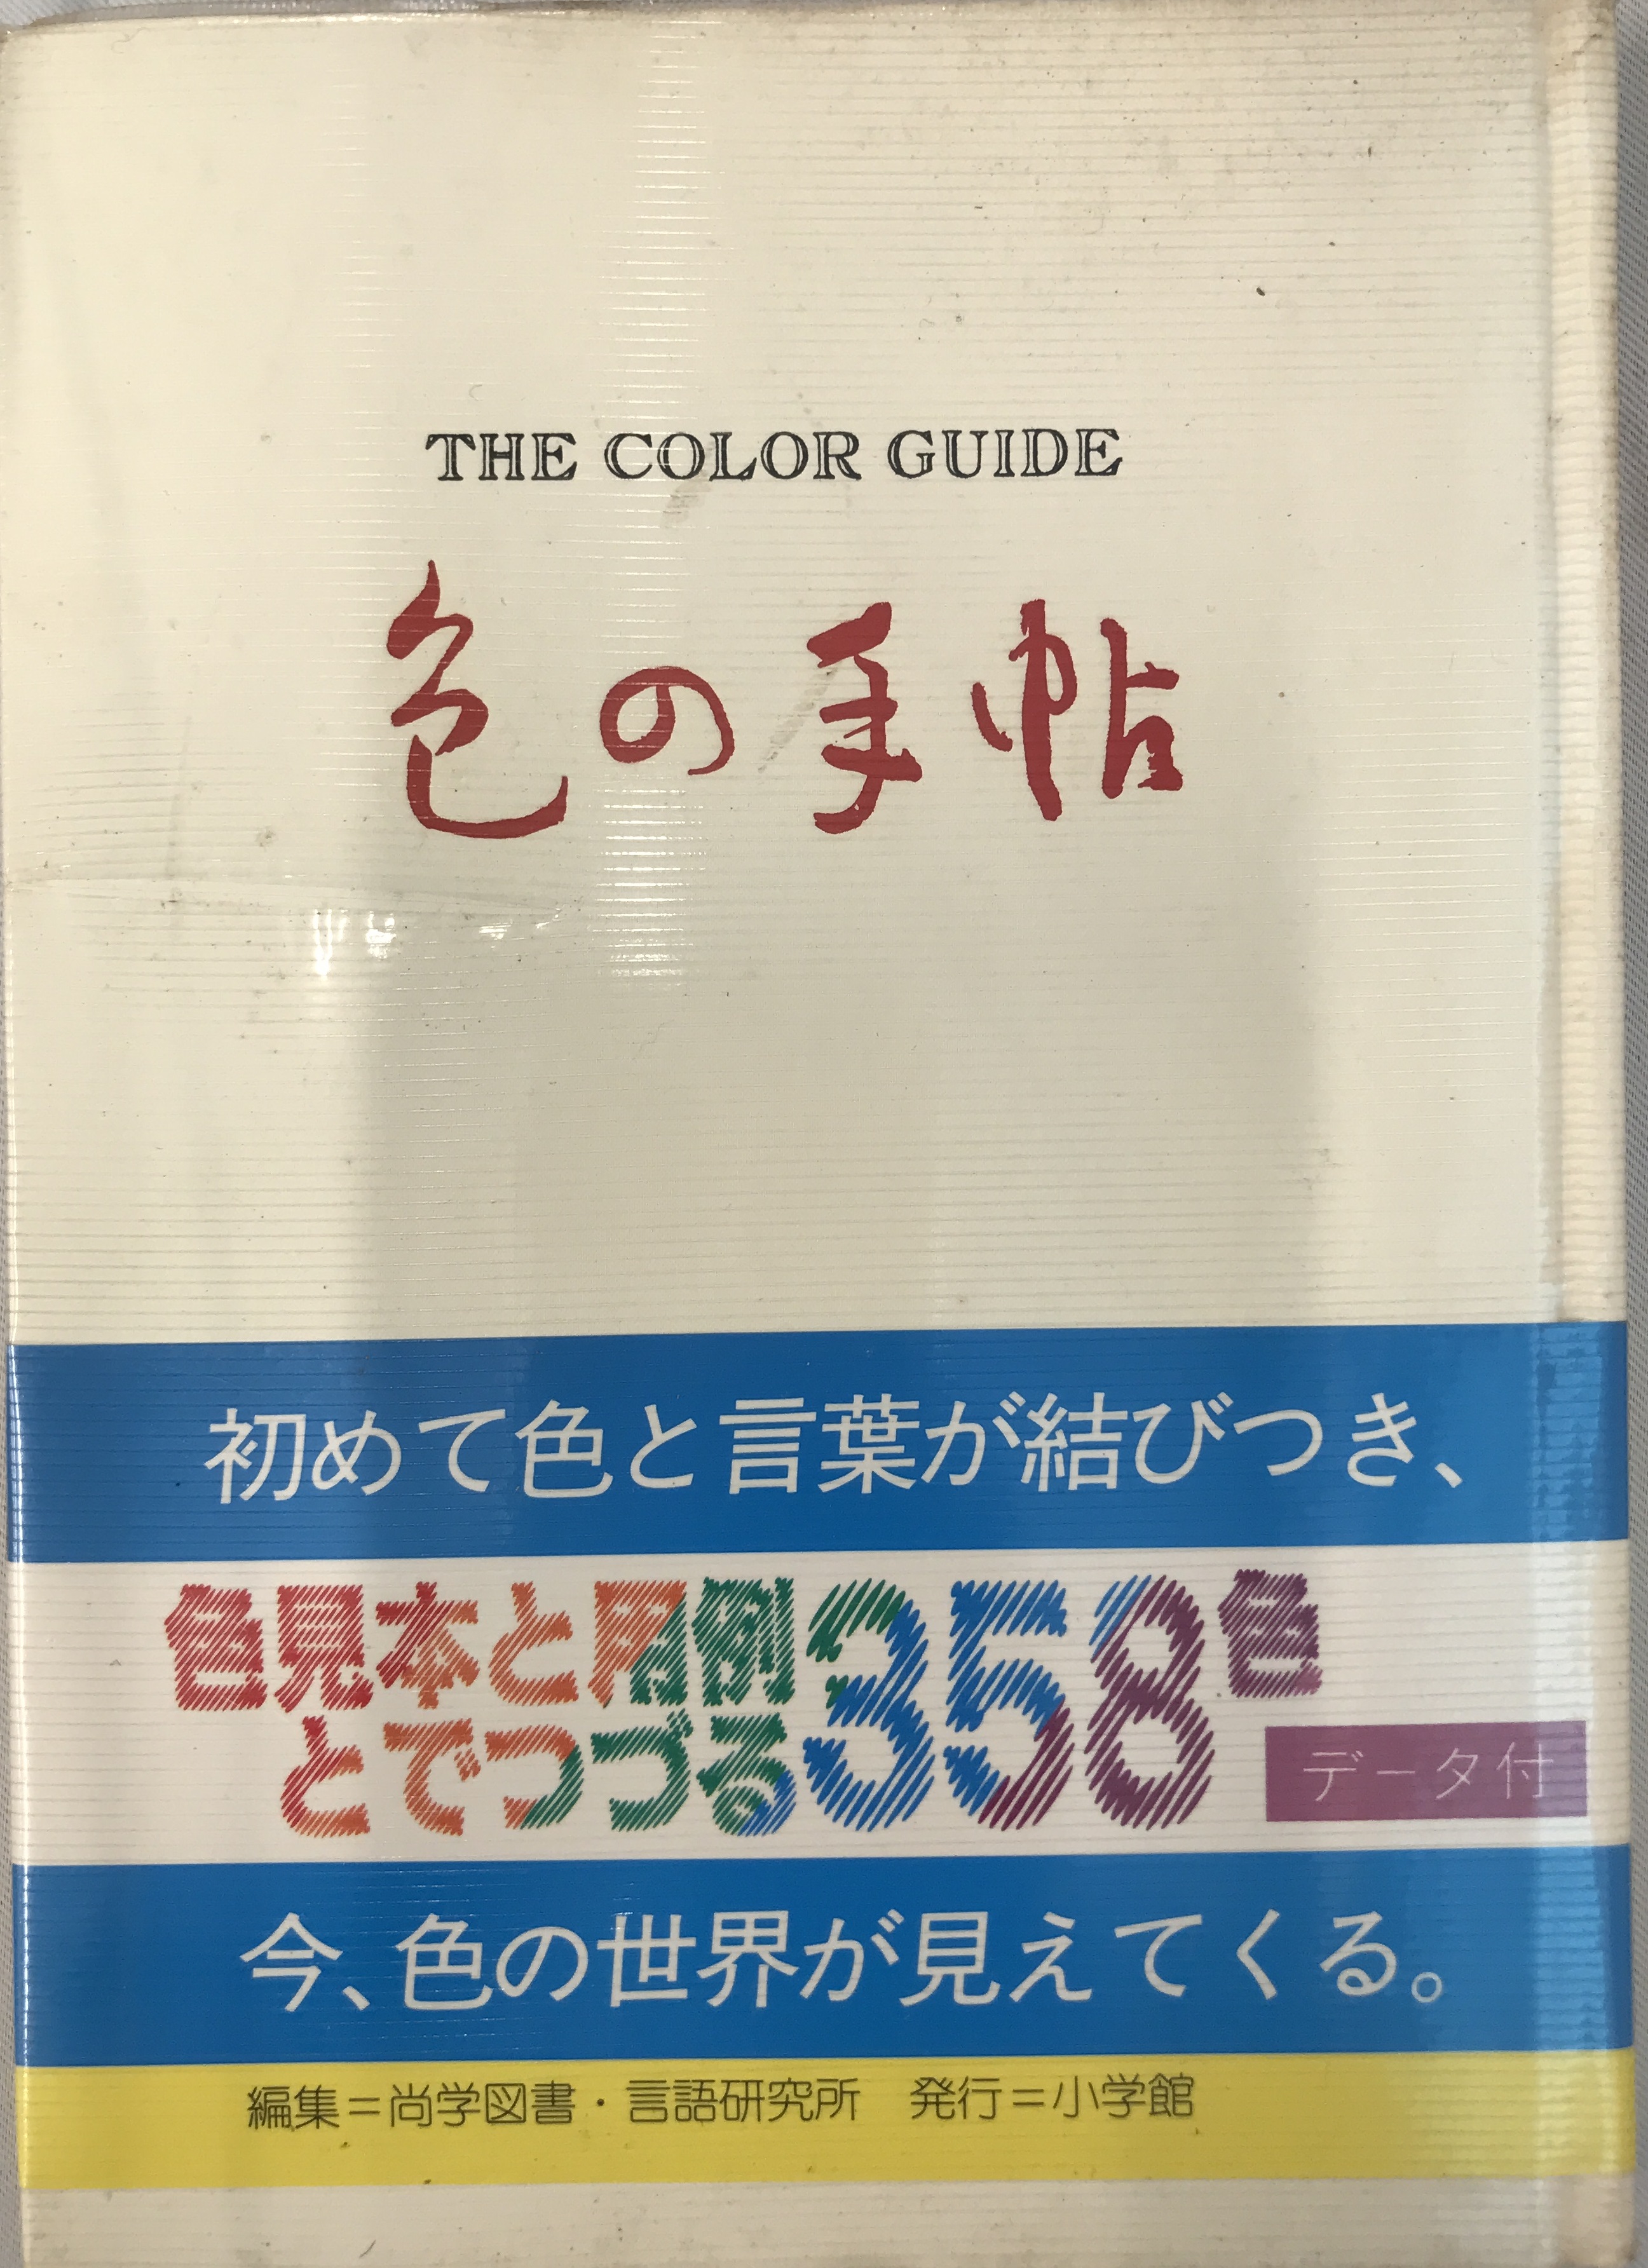 THE COLOR GUIDE
色の手帖
初めて色と言葉が結びつき、
色見本と用例
とでつづる
358色
データ付
今、色の世界が見えてくる。
編集=尚学図書・言語研究所　発行=小学館